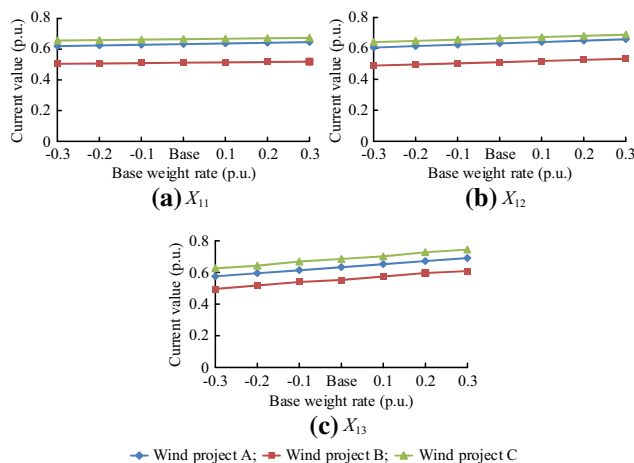 0.8
0.6
0.4
0.2
0
Current value (p.u.)
-0.3 -0.2 -0.1 Base 0.1 0.2 0.3
Base weight rate (p.u.)
(a) X11
0.8
0.6
0.4
0.2
0
Current value (p.u.)
-0.3 -0.2 -0.1 Base 0.1 0.2 0.3
Base weight rate (p.u.)
(b) X12
0.8
0.6
0.4
0.2
0
Current value (p.u.)
-0.3 -0.2 -0.1 Base 0.1 0.2 0.3
Base weight rate (p.u.)
(c) X13
Wind project A; Wind project B; Wind project C